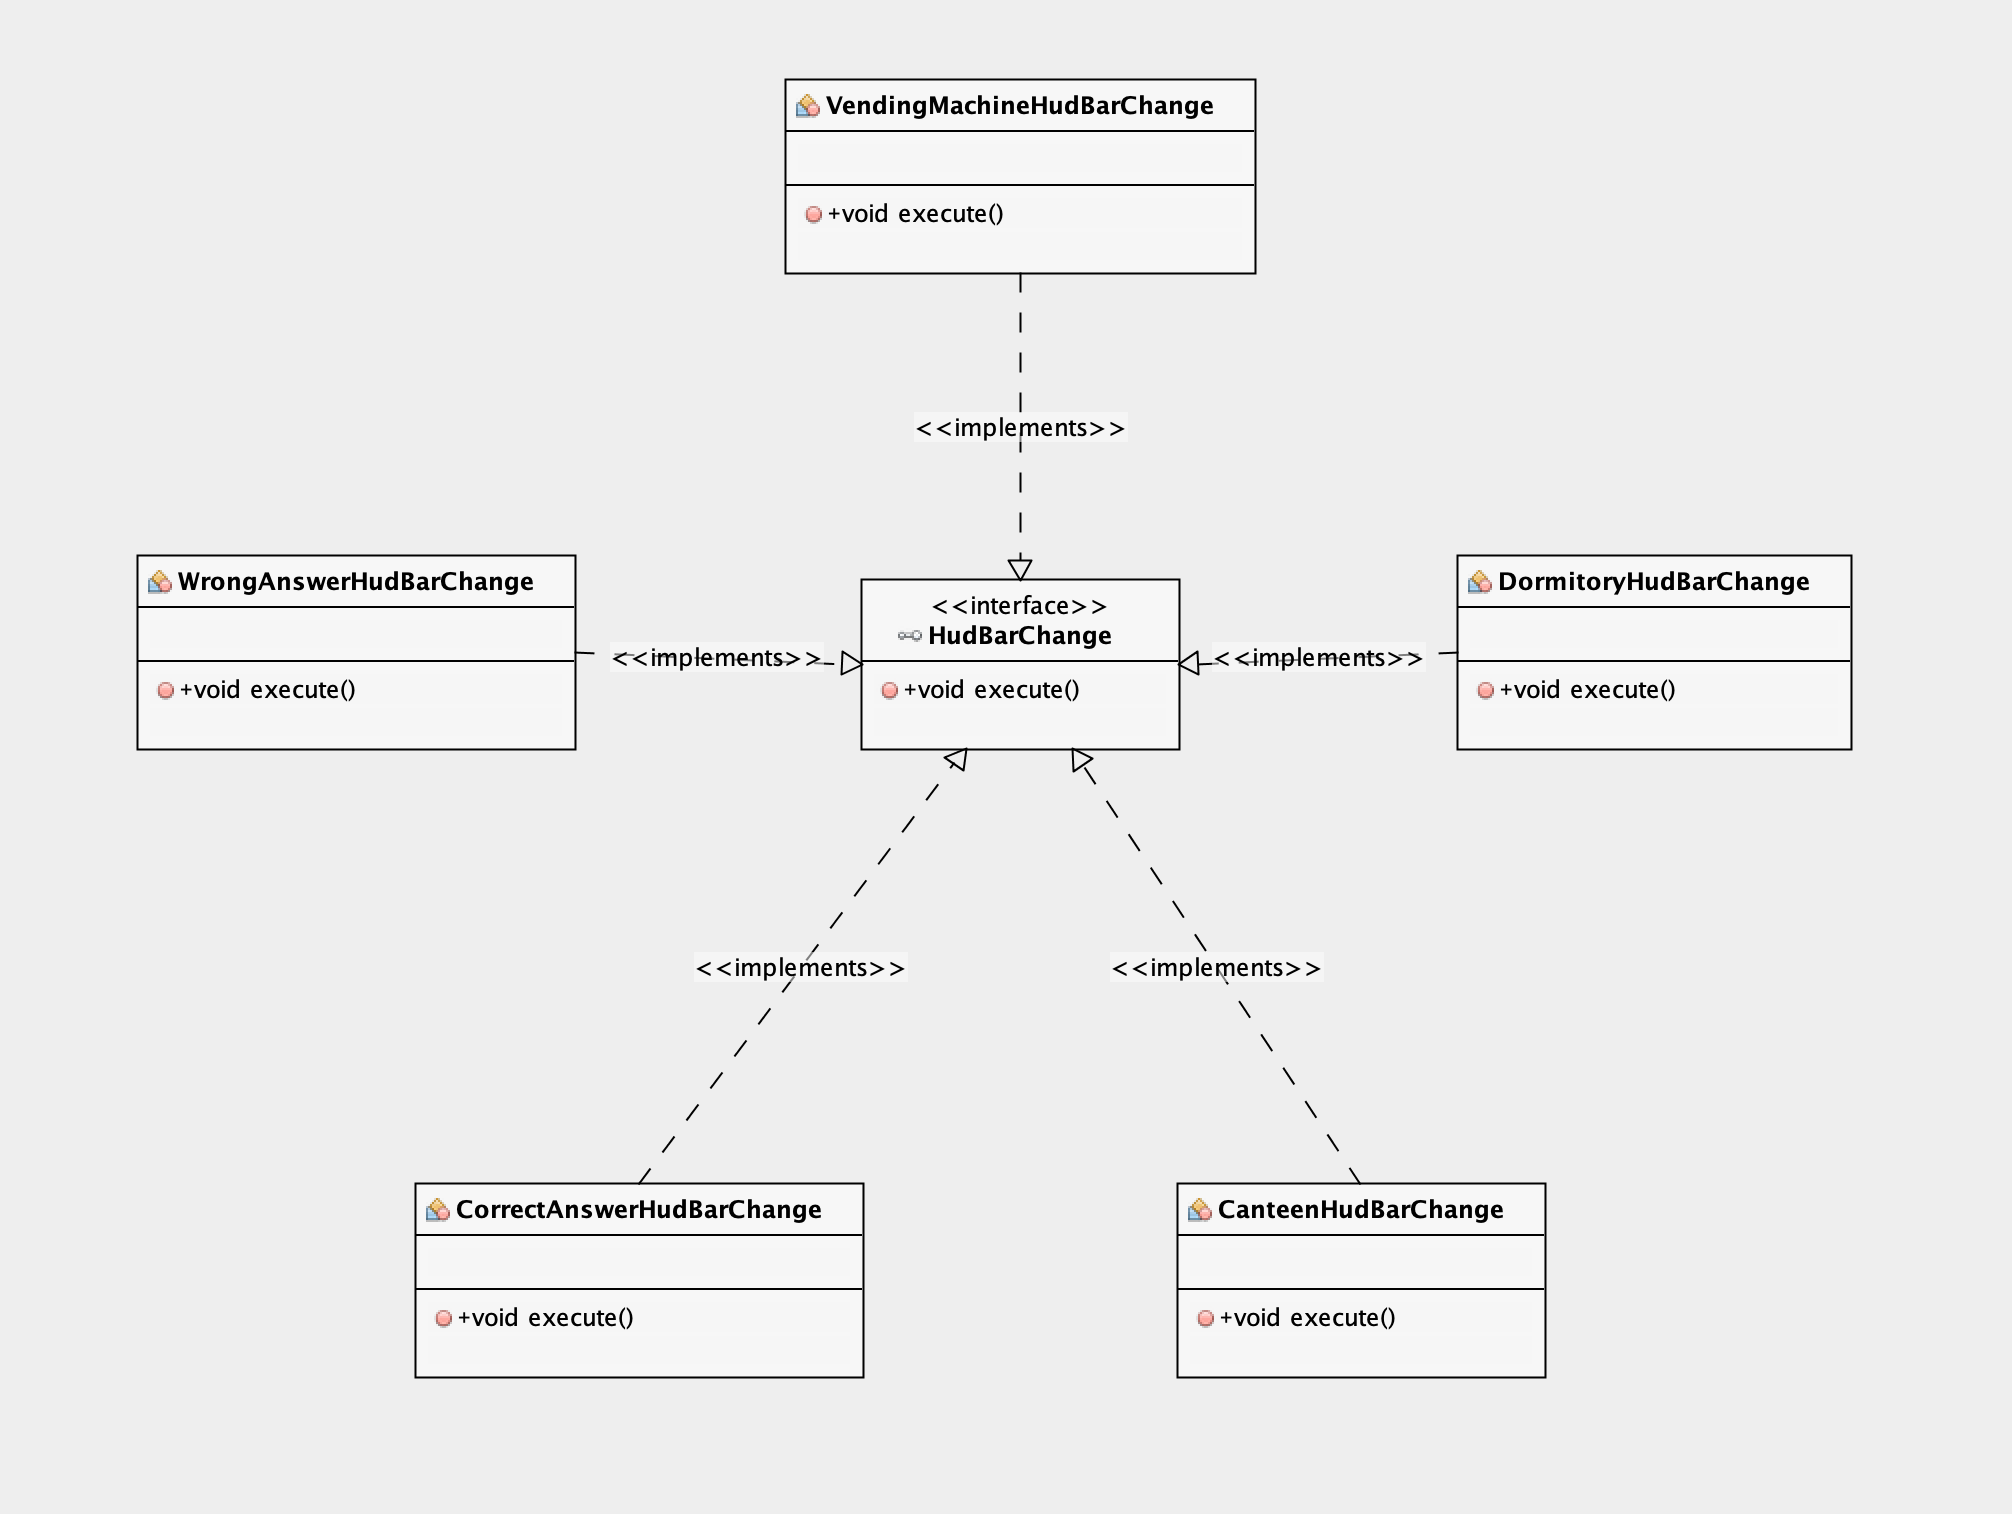 VendingMachineHudBarChange
+void execute()
<<implements>>
WrongAnswerHudBarChange
+void execute()
<<implements>>
<<interface>>
HudBarChange
+void execute()
<<implements>>
DormitoryHudBarChange
+void execute()
<<implements>>
<<implements>>
CorrectAnswerHudBarChange
+void execute()
CanteenHudBarChange
+void execute()